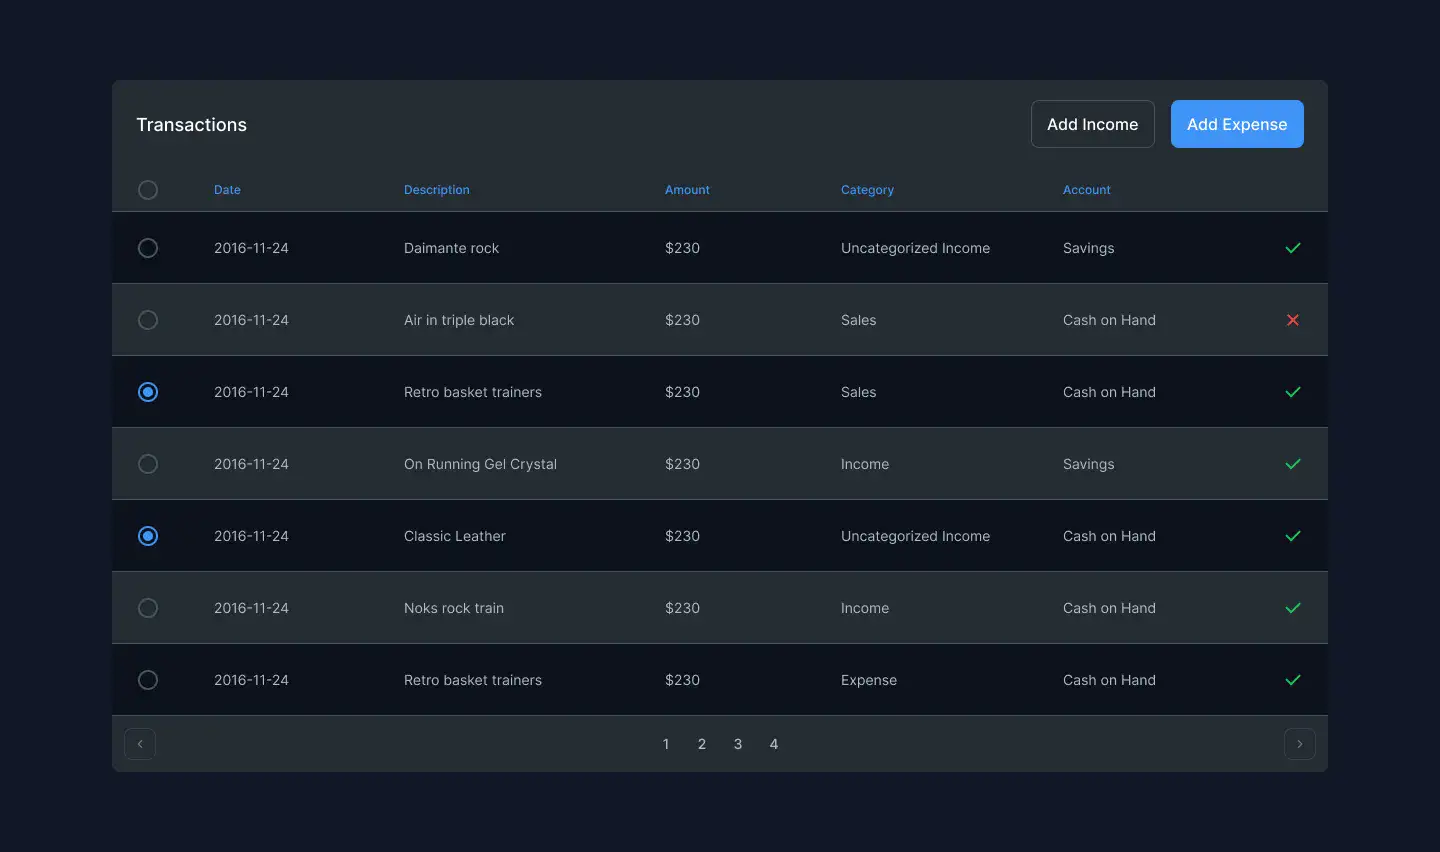 Transactions Add Income Add Expense
Date Description Amount Category Account
2016-11-24 Daimante rock $230 Uncategorized Income Savings
2016-11-24 Air in triple black $230 Sales Cash on Hand
2016-11-24 Retro basket trainers $230 Sales Cash on Hand
2016-11-24 On Running Gel Crystal $230 Income Savings
2016-11-24 Classic Leather $230 Uncategorized Income Cash on Hand
2016-11-24 Noks rock train $230 Income Cash on Hand
2016-11-24 Retro basket trainers $230 Expense Cash on Hand
1 2 3 4